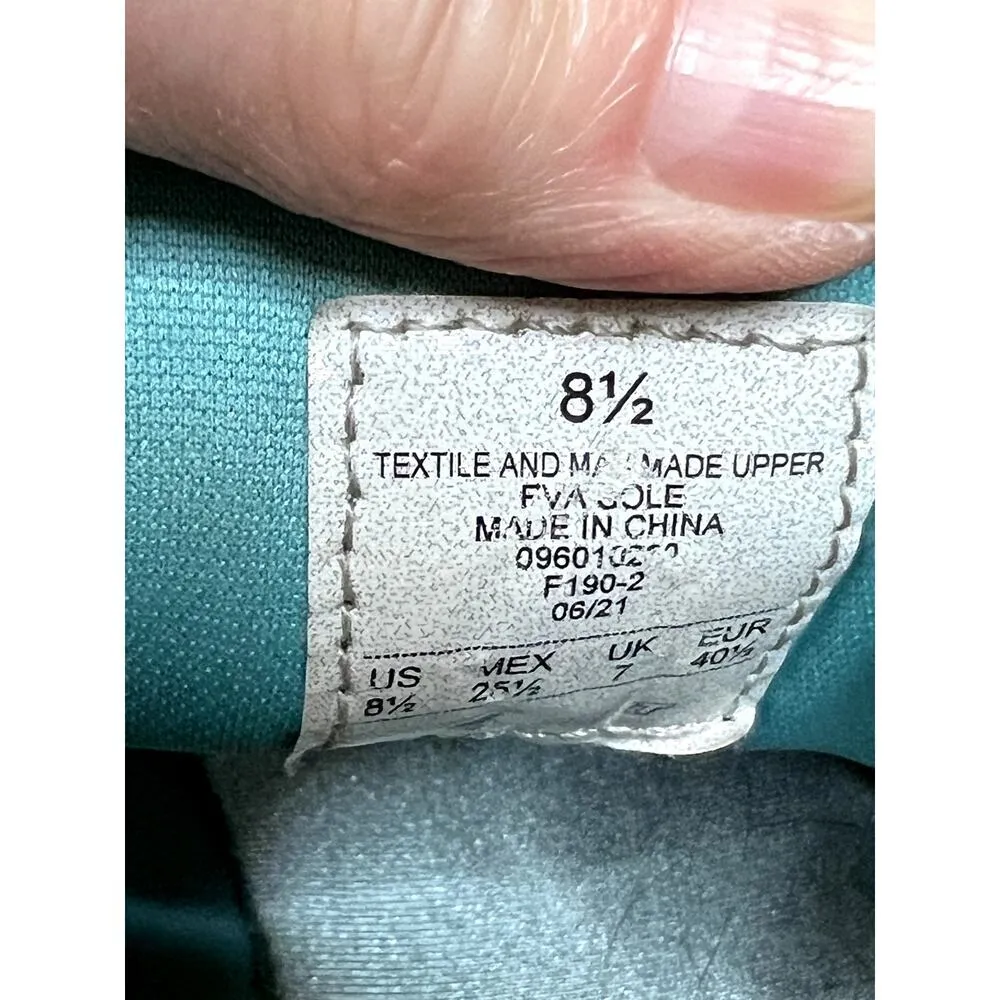 8½
TEXTILE AND MADE UPPER
EVA SOLE
MADE IN CHINA
F190-2
06/21
US MEX UK EUR
8½ 25½ 7 40½